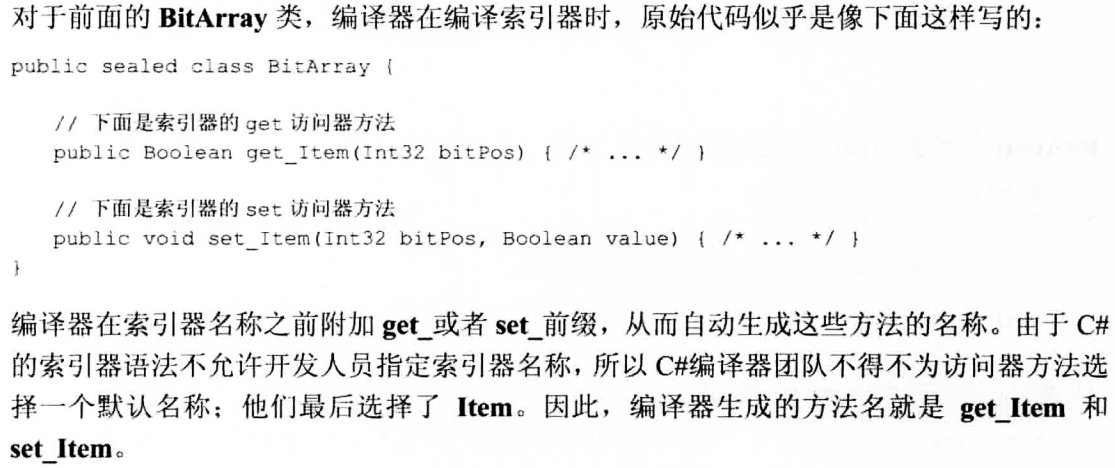 对于前面的 BitArray 类，编译器在编译索引器时，原始代码似乎是像下面这样写的：
public sealed class BitArray {
// 下面是索引器的 get 访问器方法
public Boolean get_Item(Int32 bitPos) { /* ... */ }
// 下面是索引器的 set 访问器方法
public void set_Item(Int32 bitPos, Boolean value) { /* ... */ }
}
编译器在索引器名称之前附加 get_或者 set_前缀，从而自动生成这些方法的名称。由于 C#
的索引器语法不允许开发人员指定索引器名称，所以 C#编译器团队不得不为访问器方法选
择一个默认名称；他们最后选择了 Item。因此，编译器生成的方法名就是 get_Item 和
set_Item。